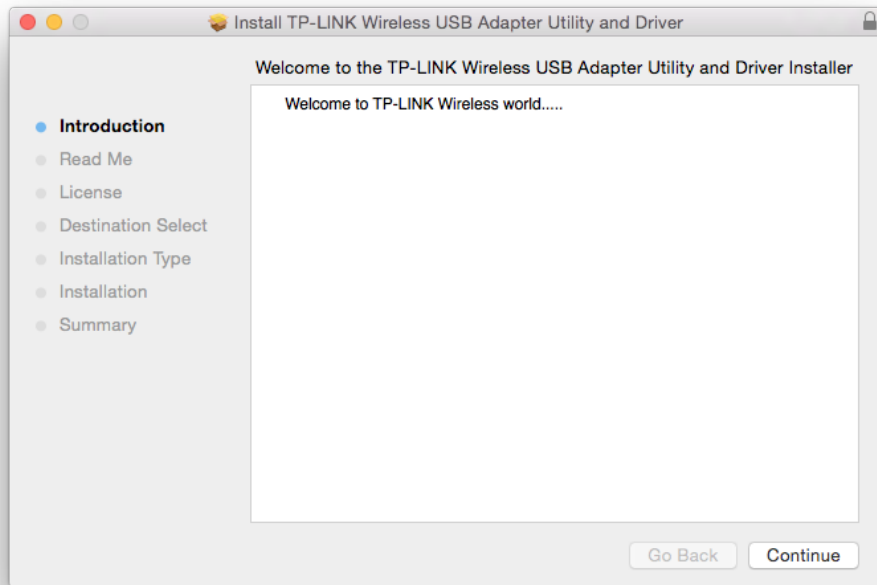 Install TP-LINK Wireless USB Adapter Utility and Driver
Welcome to the TP-LINK Wireless USB Adapter Utility and Driver Installer
Welcome to TP-LINK Wireless world.....
Introduction
Read Me
License
Destination Select
Installation Type
Installation
Summary
Go Back
Continue